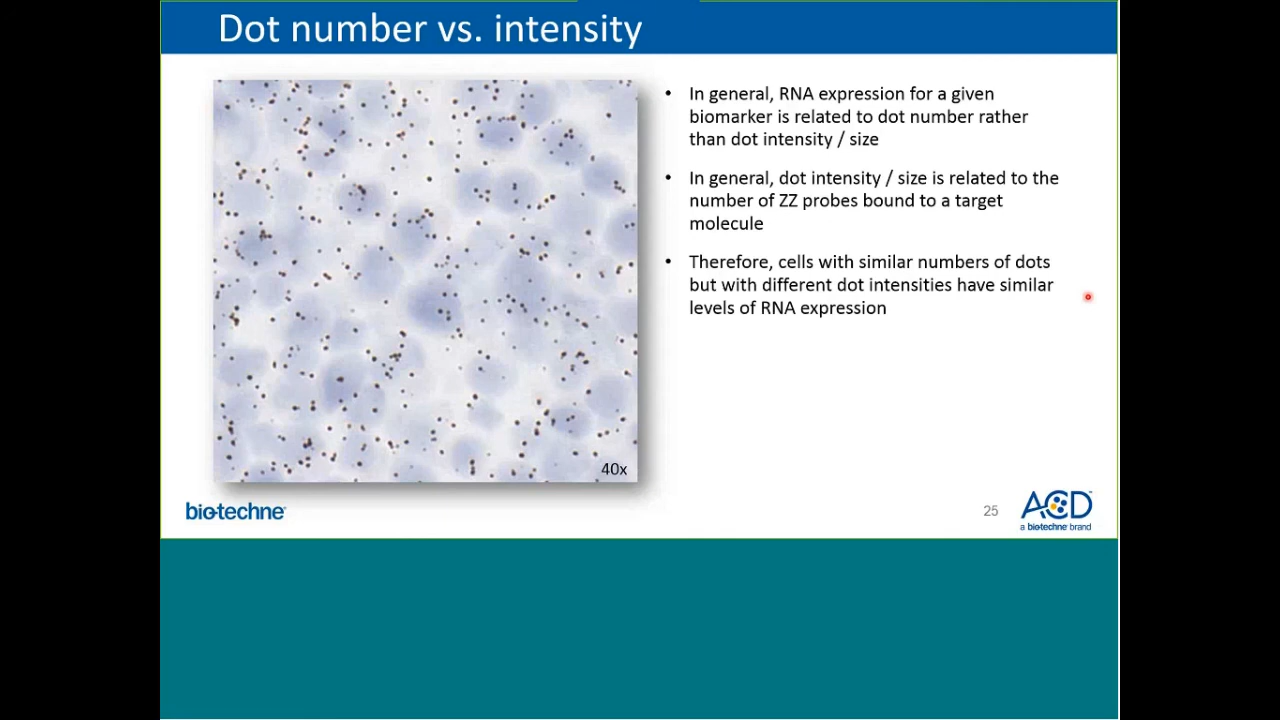 Dot number vs. intensity
• In general, RNA expression for a given
biomarker is related to dot number rather
than dot intensity / size
• In general, dot intensity / size is related to the
number of ZZ probes bound to a target
molecule
• Therefore, cells with similar numbers of dots
but with different dot intensities have similar
levels of RNA expression
40x
bio-techne
25
ACD™
a bio-techne brand